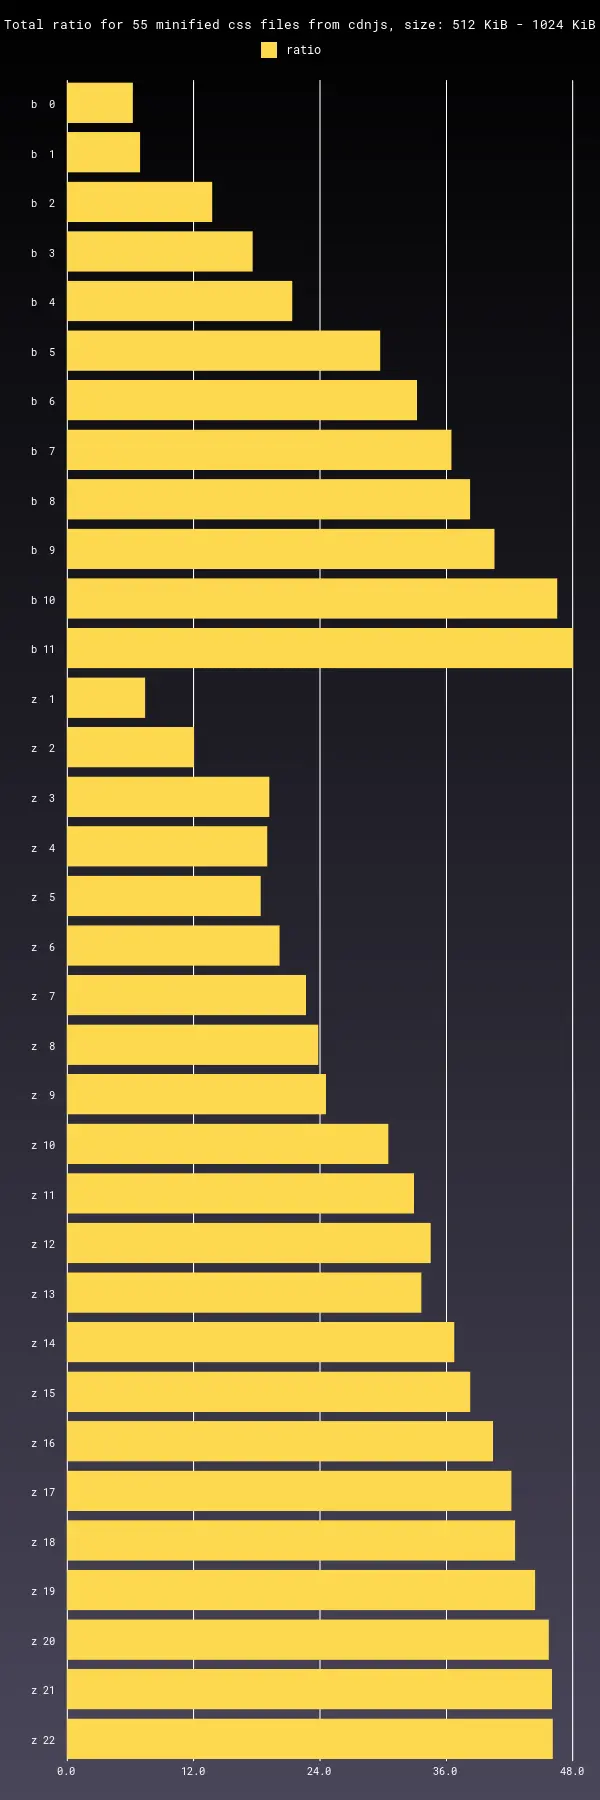 Total ratio for 55 minified css files from cdnjs, size: 512 KiB - 1024 KiB
ratio
b  0
b  1
b  2
b  3
b  4
b  5
b  6
b  7
b  8
b  9
b 10
b 11
z  1
z  2
z  3
z  4
z  5
z  6
z  7
z  8
z  9
z 10
z 11
z 12
z 13
z 14
z 15
z 16
z 17
z 18
z 19
z 20
z 21
z 22
0.0 12.0 24.0 36.0 48.0